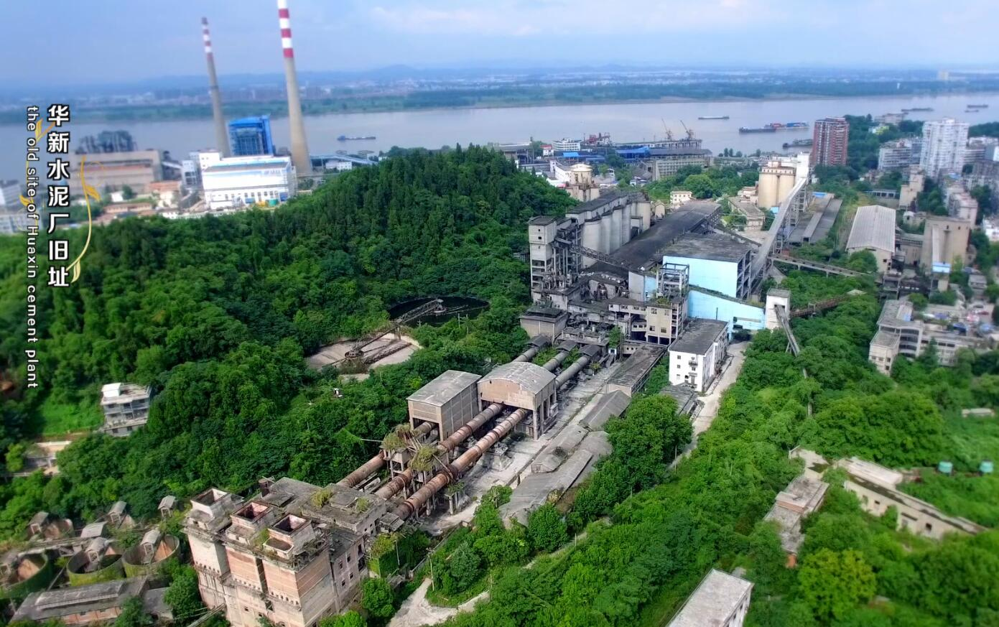 华新水泥厂旧址
the old site of Huaxin cement plant